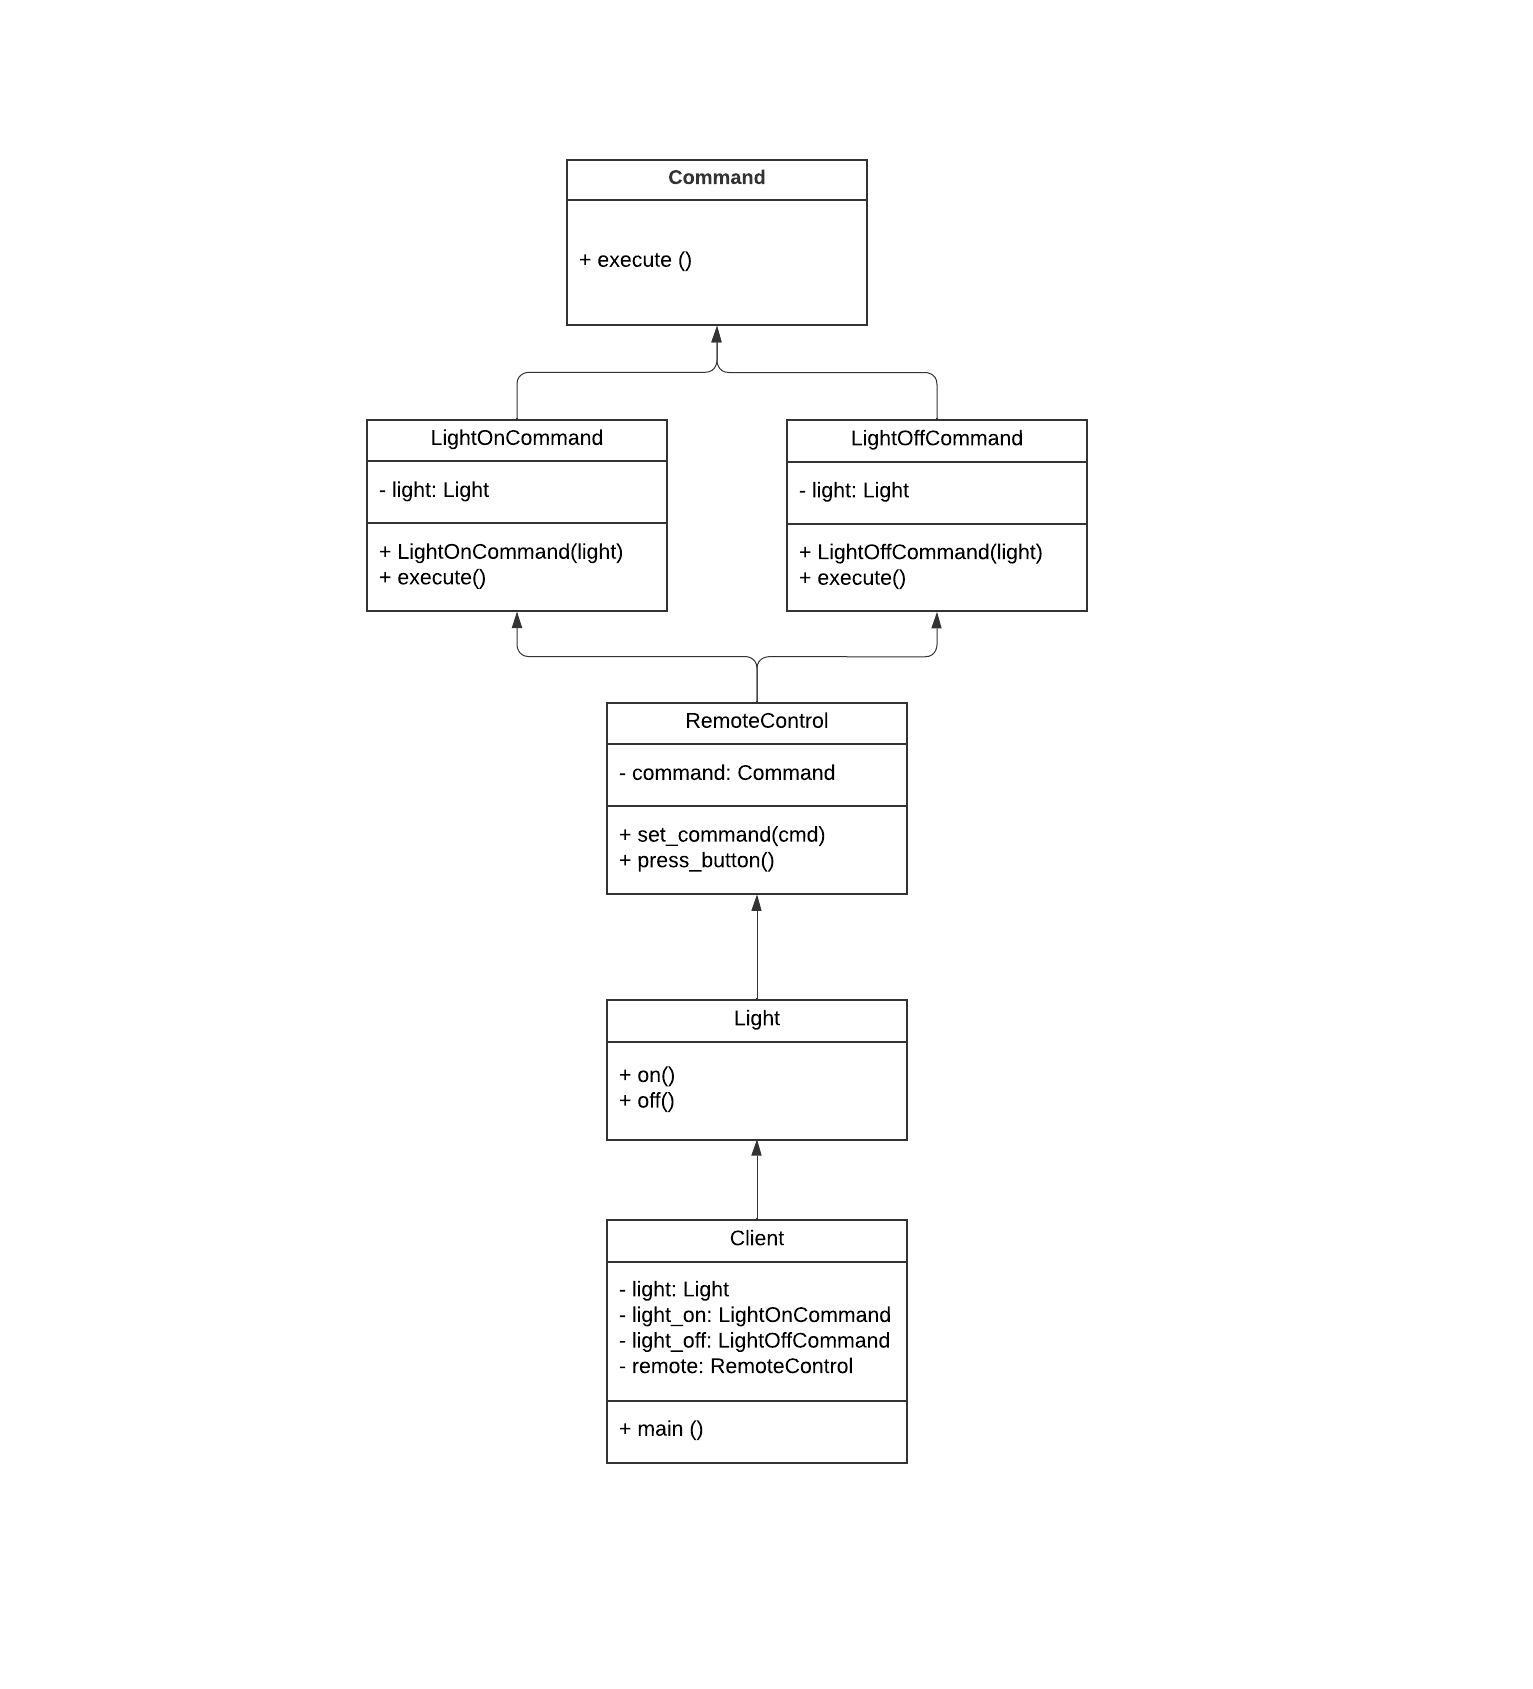 Command
+ execute ()
LightOnCommand
- light: Light
+ LightOnCommand(light)
+ execute()
LightOffCommand
- light: Light
+ LightOffCommand(light)
+ execute()
RemoteControl
- command: Command
+ set_command(cmd)
+ press_button()
Light
+ on()
+ off()
Client
- light: Light
- light_on: LightOnCommand
- light_off: LightOffCommand
- remote: RemoteControl
+ main ()